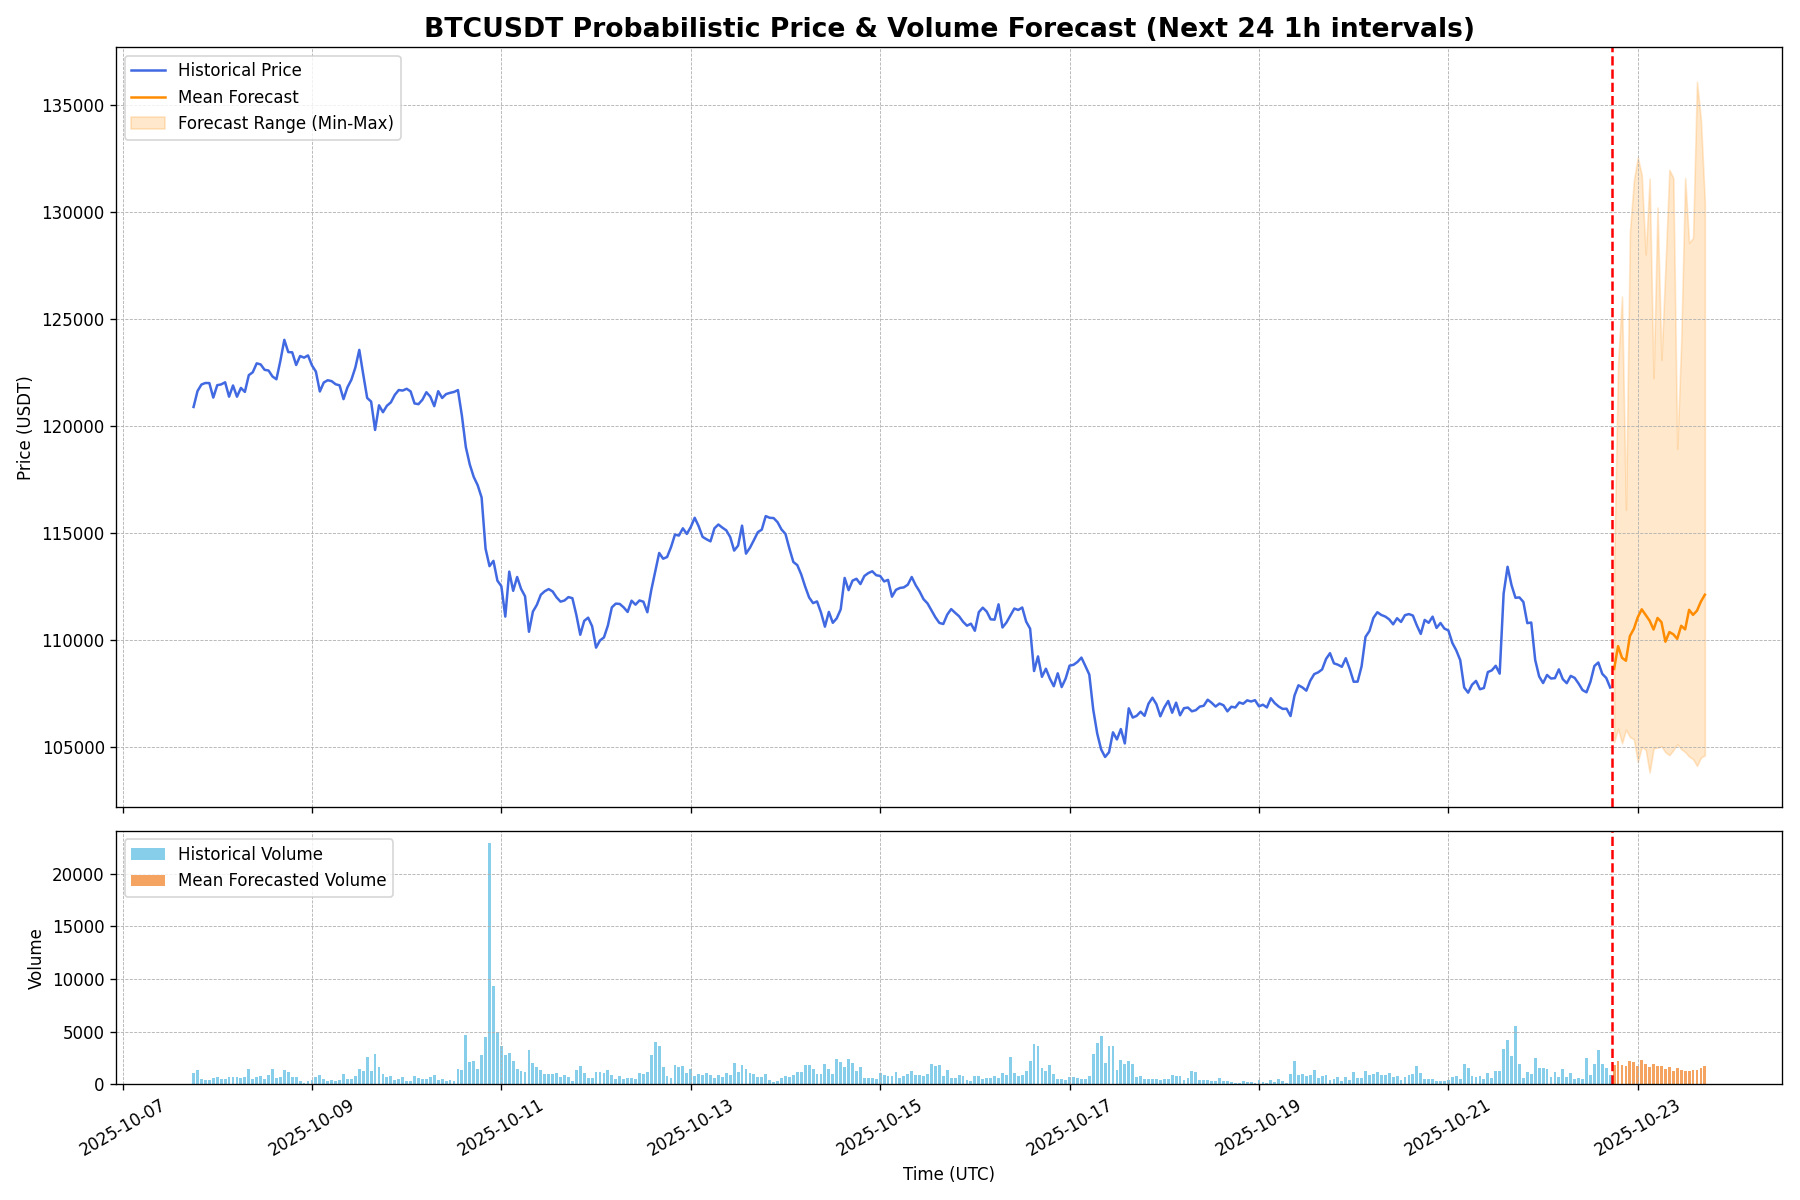 BTCUSDT Probabilistic Price & Volume Forecast (Next 24 1h intervals)
Historical Price
Mean Forecast
Forecast Range (Min-Max)
135000
130000
125000
120000
115000
110000
105000
Price (USDT)
Historical Volume
Mean Forecasted Volume
20000
15000
10000
5000
0
Volume
2025-10-07
2025-10-09
2025-10-11
2025-10-13
2025-10-15
2025-10-17
2025-10-19
2025-10-21
2025-10-23
Time (UTC)